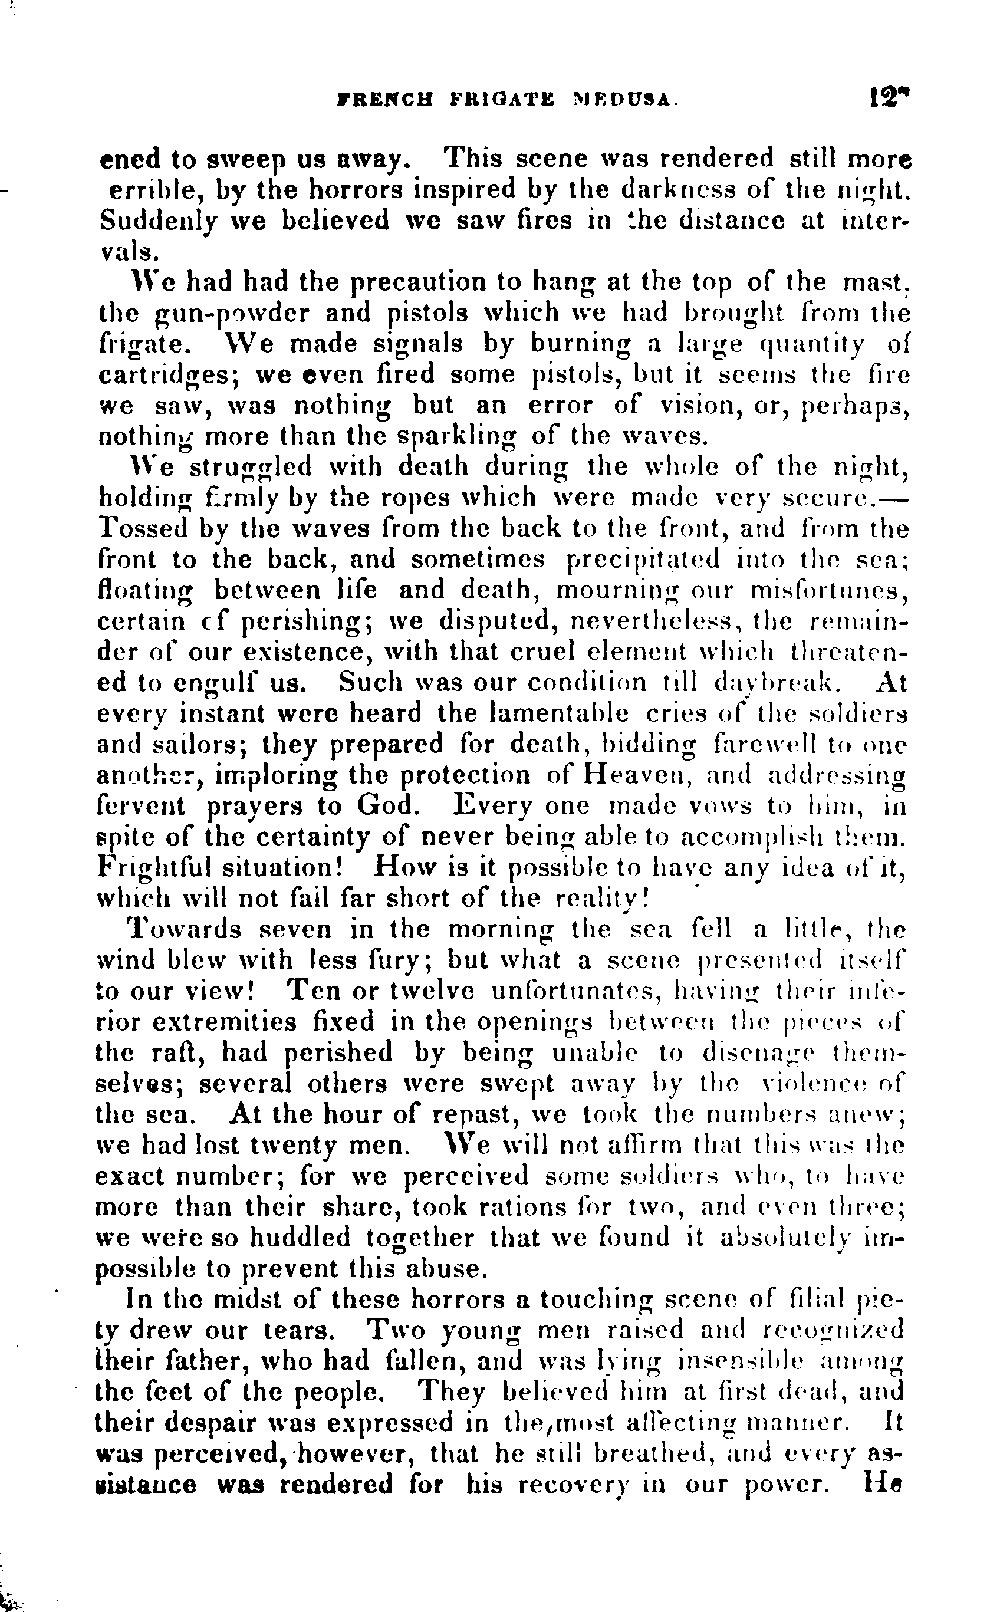 FRENCH FRIGATE MEDUSA. 127
ened to sweep us away. This scene was rendered still more
errible, by the horrors inspired by the darkness of the night.
Suddenly we believed we saw fires in the distance at inter-
vals.
We had had the precaution to hang at the top of the mast,
the gun-powder and pistols which we had brought from the
frigate. We made signals by burning a large quantity of
cartridges; we even fired some pistols, but it seems the fire
we saw, was nothing but an error of vision, or, perhaps,
nothing more than the sparkling of the waves.
We struggled with death during the whole of the night,
holding firmly by the ropes which were made very secure.—
Tossed by the waves from the back to the front, and from the
front to the back, and sometimes precipitated into the sea;
floating between life and death, mourning our misfortunes,
certain of perishing; we disputed, nevertheless, the remain-
der of our existence, with that cruel element which threaten-
ed to engulf us. Such was our condition till daybreak. At
every instant were heard the lamentable cries of the soldiers
and sailors; they prepared for death, bidding farewell to one
another, imploring the protection of Heaven, and addressing
fervent prayers to God. Every one made vows to him, in
spite of the certainty of never being able to accomplish them.
Frightful situation! How is it possible to have any idea of it,
which will not fail far short of the reality!
Towards seven in the morning the sea fell a little, the
wind blew with less fury; but what a scene presented itself
to our view! Ten or twelve unfortunates, having their infe-
rior extremities fixed in the openings between the pieces of
the raft, had perished by being unable to disenage them-
selves; several others were swept away by the violence of
the sea. At the hour of repast, we took the numbers anew;
we had lost twenty men. We will not affirm that this was the
exact number; for we perceived some soldiers who, to have
more than their share, took rations for two, and even three;
we were so huddled together that we found it absolutely im-
possible to prevent this abuse.
In the midst of these horrors a touching scene of filial pie-
ty drew our tears. Two young men raised and recognized
their father, who had fallen, and was lying insensible among
the feet of the people. They believed him at first dead, and
their despair was expressed in the most affecting manner. It
was perceived, however, that he still breathed, and every as-
sistance was rendered for his recovery in our power. He